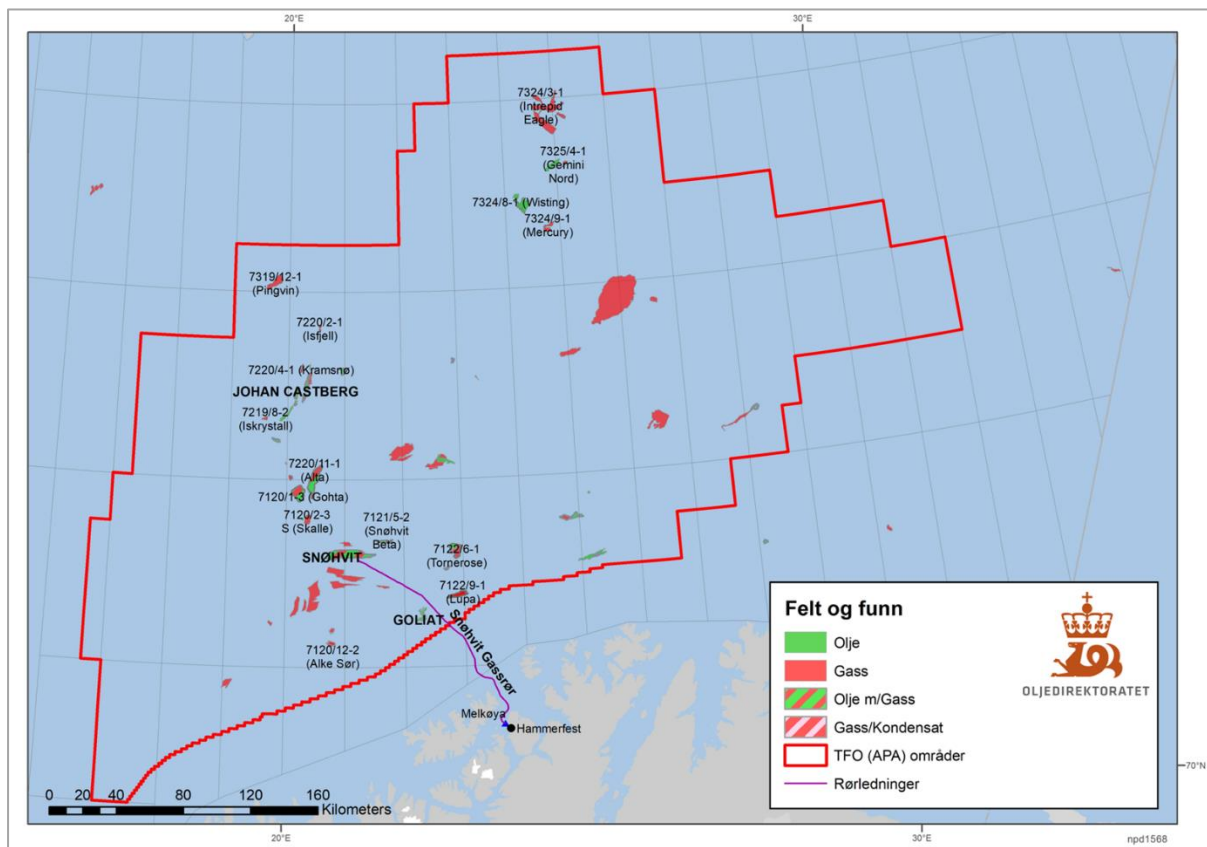 20°E
30°E
7324/3-1
(Intrepid
Eagle)
7325/4-1
(Gemini
Nord)
7324/8-1 (Wisting)
7324/9-1
(Mercury)
7319/12-1
(Pingvin)
7220/2-1
(Isfjell)
7220/4-1 (Kramsnø)
JOHAN CASTBERG
7219/8-2
(Iskrystall)
7220/11-1
(Alta)
7120/1-3 (Gohta)
7120/2-3
S (Skalle)
7121/5-2
(Snøhvit
Beta)
SNØHVIT
7122/6-1
(Tornerose)
7122/9-1
(Lupa)
GOLIAT
Snøhvit Gassrør
7120/12-2
(Alke Sør)
Melkøya
Hammerfest
Felt og funn
Olje
Gass
Olje m/Gass
Gass/Kondensat
TFO (APA) områder
Rørledninger
OLJEDIREKTORATET
70°N
0 20 40 80 120 160
Kilometers
20°E
30°E
npd1568